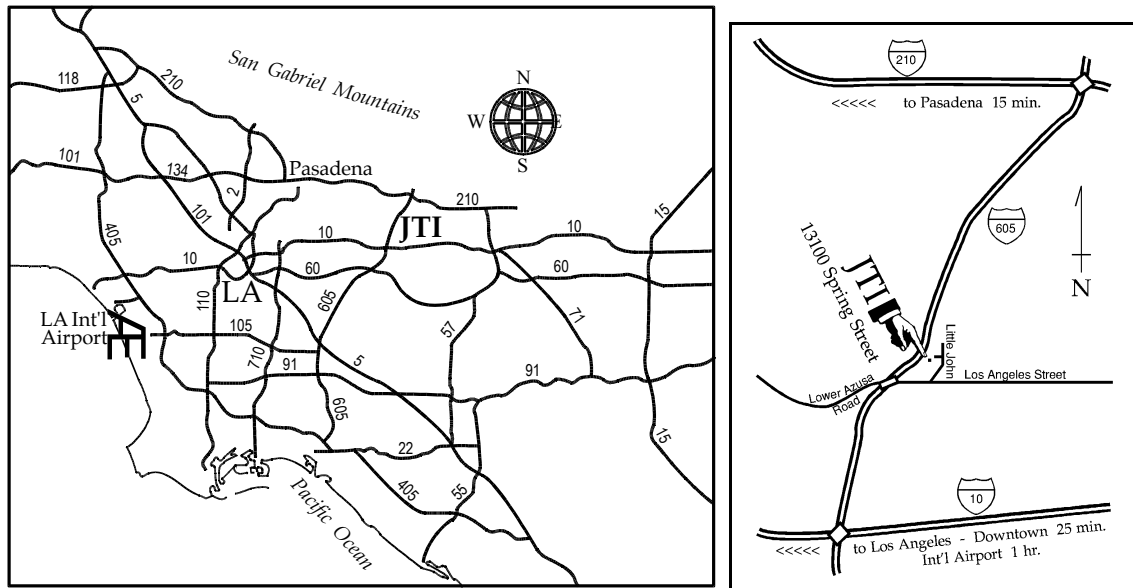 118
210
5
San Gabriel Mountains
N
W
E
S
101
134
2
Pasadena
210
15
405
101
10
JTI
10
10
60
60
110
LA
605
LA Int'l
Airport
105
710
57
71
5
91
91
605
22
15
405
55
Pacific Ocean
210
<<<<< to Pasadena 15 min.
605
N
JTI
13100 Spring Street
Little John
Lower Azusa
Road
Los Angeles Street
10
<<<<< to Los Angeles - Downtown 25 min.
Int'l Airport 1 hr.